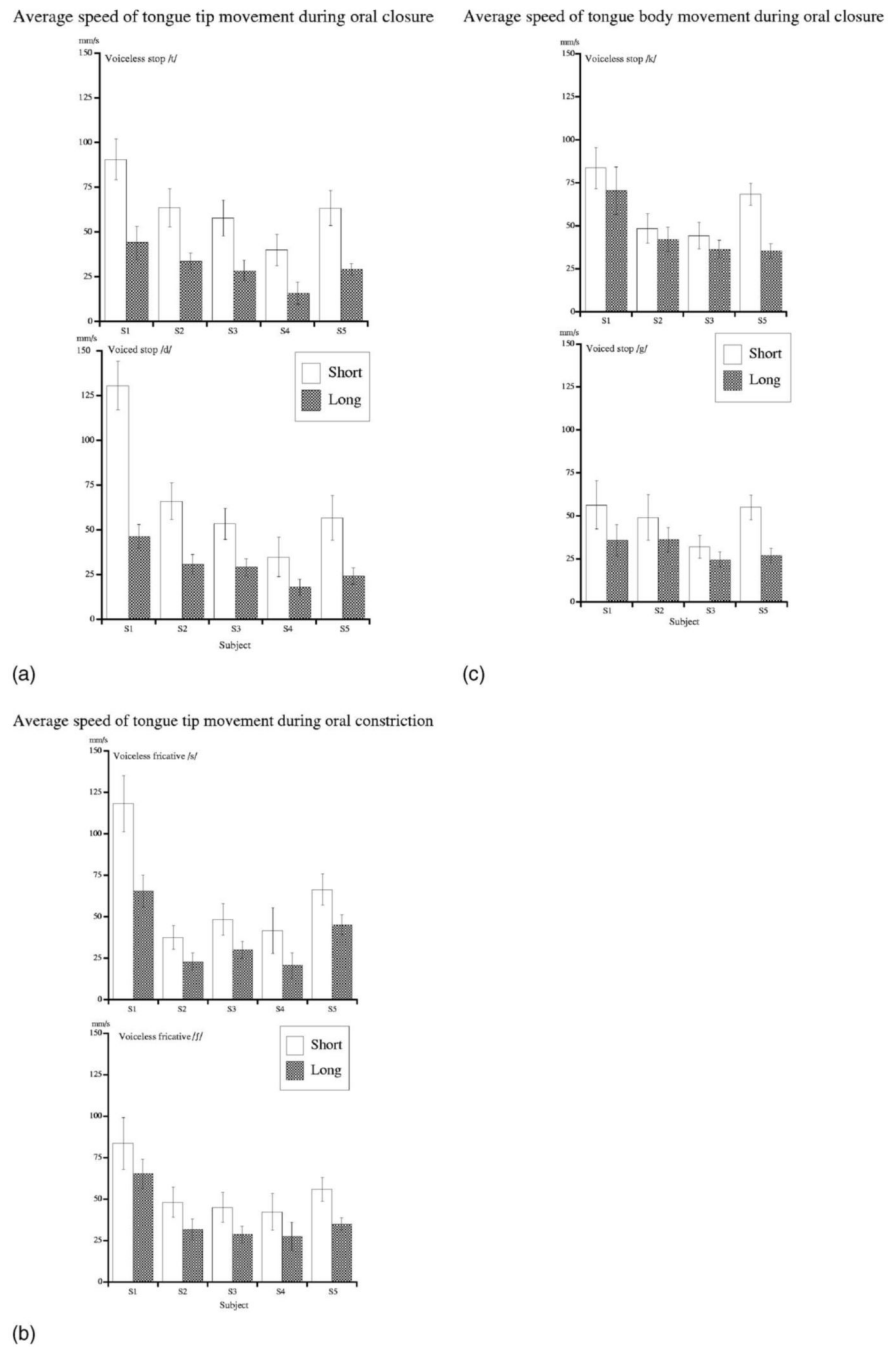 Average speed of tongue tip movement during oral closure
mm/s
150
Voiceless stop /t/
125
100
75
50
25
0
S1 S2 S3 S4 S5
mm/s
150
Voiced stop /d/
125
100
75
50
25
0
Short
Long
S1 S2 S3 S4 S5
Subject
(a)
Average speed of tongue body movement during oral closure
mm/s
150
Voiceless stop /k/
125
100
75
50
25
0
S1 S2 S3 S5
mm/s
150
Voiced stop /g/
125
100
75
50
25
0
Short
Long
S1 S2 S3 S5
Subject
(c)
Average speed of tongue tip movement during oral constriction
mm/s
150
Voiceless fricative /s/
125
100
75
50
25
0
S1 S2 S3 S4 S5
mm/s
150
Voiceless fricative /ʃ/
125
100
75
50
25
0
Short
Long
S1 S2 S3 S4 S5
Subject
(b)